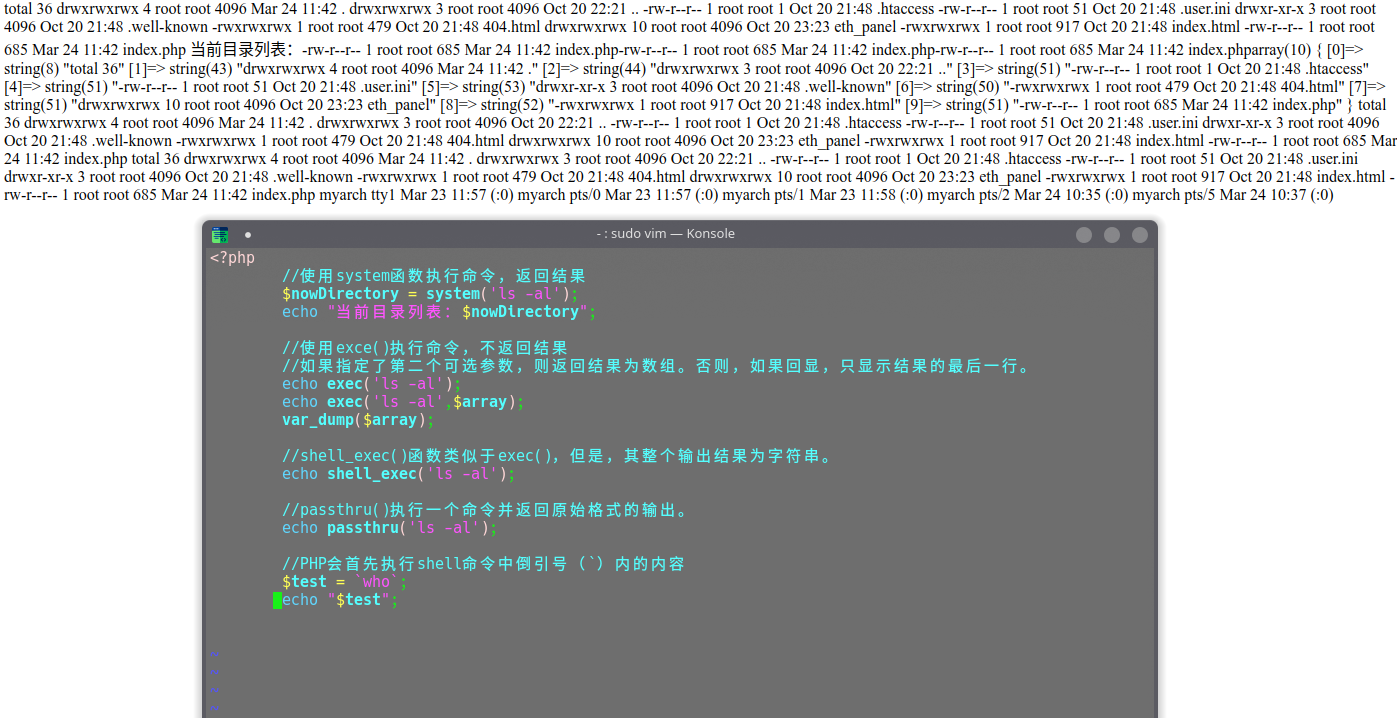 total 36 drwxrwxrwx 4 root root 4096 Mar 24 11:42 . drwxrwxrwx 3 root root 4096 Oct 20 22:21 .. -rw-r--r-- 1 root root 1 Oct 20 21:48 .htaccess -rw-r--r-- 1 root root 51 Oct 20 21:48 .user.ini drwxr-xr-x 3 root root
4096 Oct 20 21:48 .well-known -rwxrwxrwx 1 root root 479 Oct 20 21:48 404.html drwxrwxrwx 10 root root 4096 Oct 20 23:23 eth_panel -rwxrwxrwx 1 root root 917 Oct 20 21:48 index.html -rw-r--r-- 1 root root
685 Mar 24 11:42 index.php 当前目录列表：-rw-r--r-- 1 root root 685 Mar 24 11:42 index.php-rw-r--r-- 1 root root 685 Mar 24 11:42 index.php-rw-r--r-- 1 root root 685 Mar 24 11:42 index.phparray(10) { [0]=>
string(8) "total 36" [1]=> string(43) "drwxrwxrwx 4 root root 4096 Mar 24 11:42 ." [2]=> string(44) "drwxrwxrwx 3 root root 4096 Oct 20 22:21 .." [3]=> string(51) "-rw-r--r-- 1 root root 1 Oct 20 21:48 .htaccess"
[4]=> string(51) "-rw-r--r-- 1 root root 51 Oct 20 21:48 .user.ini" [5]=> string(53) "drwxr-xr-x 3 root root 4096 Oct 20 21:48 .well-known" [6]=> string(50) "-rwxrwxrwx 1 root root 479 Oct 20 21:48 404.html" [7]=>
string(51) "drwxrwxrwx 10 root root 4096 Oct 20 23:23 eth_panel" [8]=> string(52) "-rwxrwxrwx 1 root root 917 Oct 20 21:48 index.html" [9]=> string(51) "-rw-r--r-- 1 root root 685 Mar 24 11:42 index.php" } total
36 drwxrwxrwx 4 root root 4096 Mar 24 11:42 . drwxrwxrwx 3 root root 4096 Oct 20 22:21 .. -rw-r--r-- 1 root root 1 Oct 20 21:48 .htaccess -rw-r--r-- 1 root root 51 Oct 20 21:48 .user.ini drwxr-xr-x 3 root root 4096
Oct 20 21:48 .well-known -rwxrwxrwx 1 root root 479 Oct 20 21:48 404.html drwxrwxrwx 10 root root 4096 Oct 20 23:23 eth_panel -rwxrwxrwx 1 root root 917 Oct 20 21:48 index.html -rw-r--r-- 1 root root 685 Mar
24 11:42 index.php total 36 drwxrwxrwx 4 root root 4096 Mar 24 11:42 . drwxrwxrwx 3 root root 4096 Oct 20 22:21 .. -rw-r--r-- 1 root root 1 Oct 20 21:48 .htaccess -rw-r--r-- 1 root root 51 Oct 20 21:48 .user.ini
drwxr-xr-x 3 root root 4096 Oct 20 21:48 .well-known -rwxrwxrwx 1 root root 479 Oct 20 21:48 404.html drwxrwxrwx 10 root root 4096 Oct 20 23:23 eth_panel -rwxrwxrwx 1 root root 917 Oct 20 21:48 index.html -
rw-r--r-- 1 root root 685 Mar 24 11:42 index.php myarch tty1 Mar 23 11:57 (:0) myarch pts/0 Mar 23 11:57 (:0) myarch pts/1 Mar 23 11:58 (:0) myarch pts/2 Mar 24 10:35 (:0) myarch pts/5 Mar 24 10:37 (:0)
- : sudo vim — Konsole
<?php
//使用system函数执行命令，返回结果
$nowDirectory = system('ls -al');
echo "当前目录列表：$nowDirectory";
//使用exce()执行命令，不返回结果
//如果指定了第二个可选参数，则返回结果为数组。否则，如果回显，只显示结果的最后一行。
echo exec('ls -al');
echo exec('ls -al',$array);
var_dump($array);
//shell_exec()函数类似于exec()，但是，其整个输出结果为字符串。
echo shell_exec('ls -al');
//passthru()执行一个命令并返回原始格式的输出。
echo passthru('ls -al');
//PHP会首先执行shell命令中倒引号（`）内的内容
$test = `who`;
echo "$test";
~
~
~
~